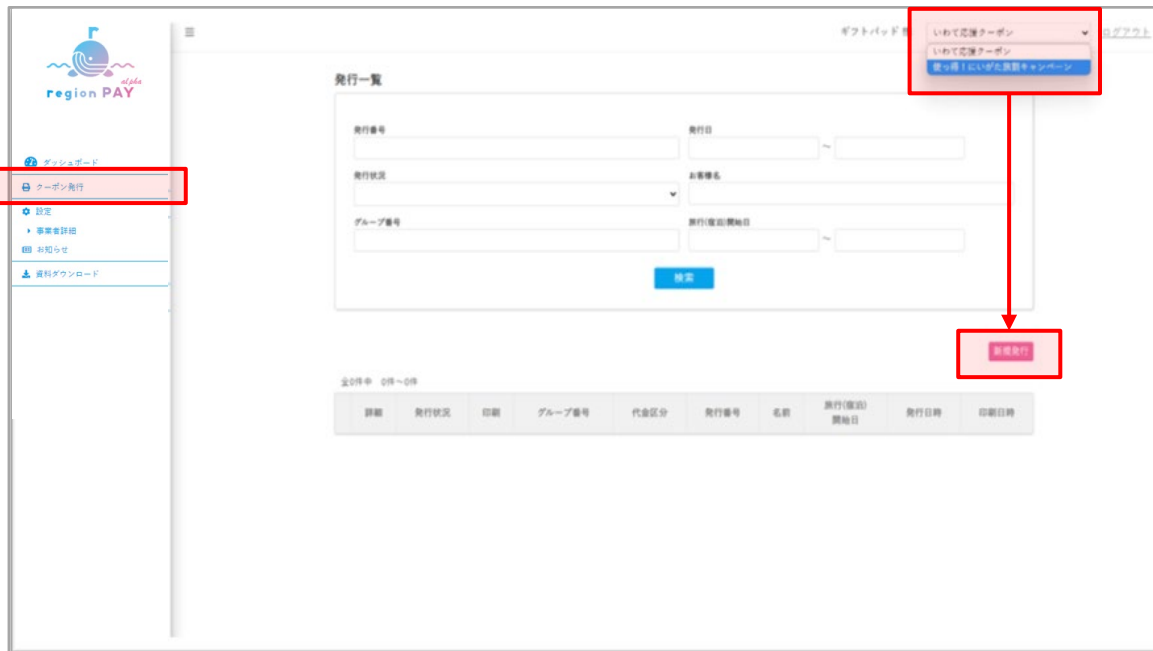 region PAY
alpha
ダッシュボード
クーポン発行
設定
事業者詳細
お知らせ
資料ダウンロード
ギフトパッド 様
いわて応援クーポン
ログアウト
いわて応援クーポン
使っ得！にいがた旅割キャンペーン
発行一覧
発行番号
発行日
～
発行状況
お客様名
グループ番号
旅行(宿泊)開始日
～
検索
新規発行
全0件中 0件～0件
詳細 発行状況 印刷 グループ番号 代金区分 発行番号 名前 旅行(宿泊) 発行日時 印刷日時
開始日